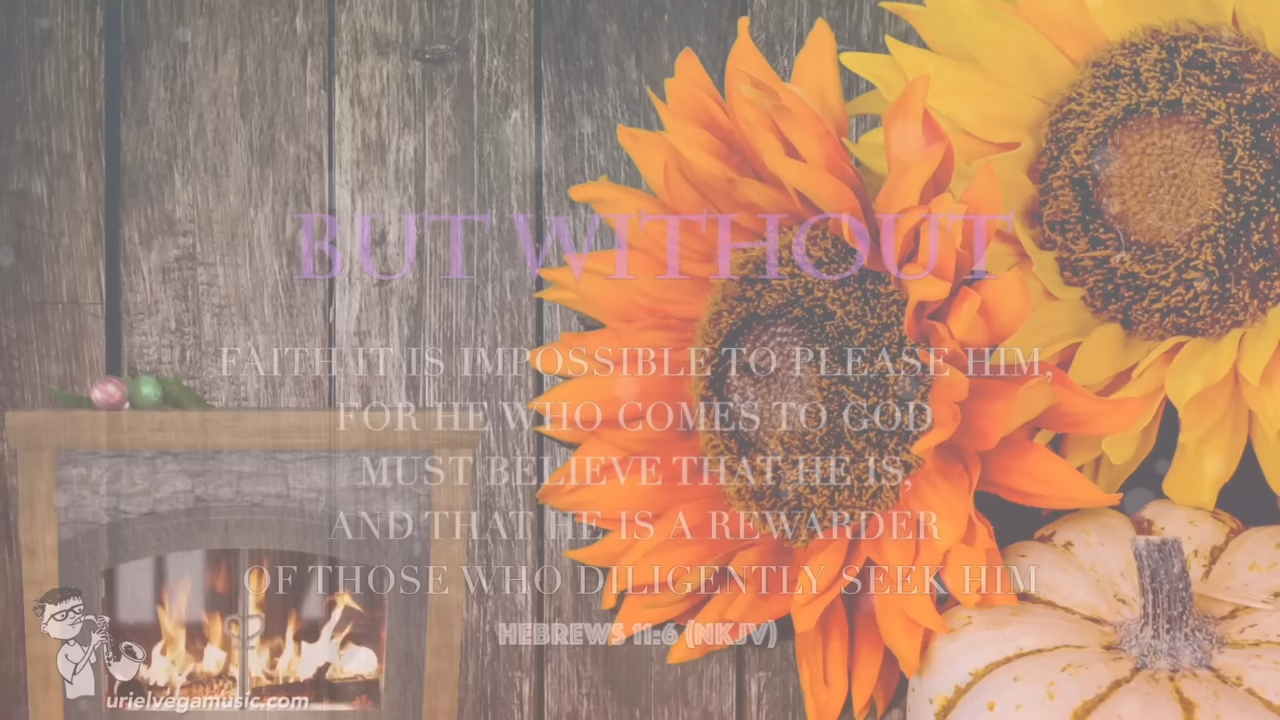 BUT WITHOUT
FAITH IT IS IMPOSSIBLE TO PLEASE HIM,
FOR HE WHO COMES TO GOD
MUST BELIEVE THAT HE IS,
AND THAT HE IS A REWARDER
OF THOSE WHO DILIGENTLY SEEK HIM
HEBREWS 11:6 (NKJV)
urielvegamusic.com